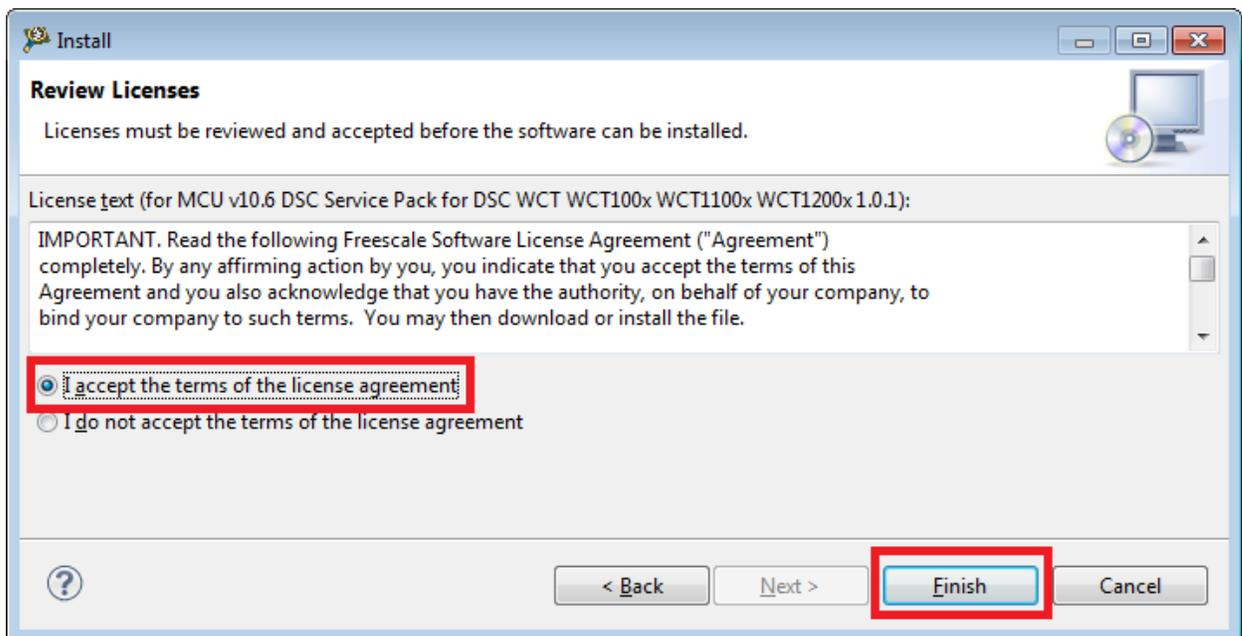 Install
Review Licenses
Licenses must be reviewed and accepted before the software can be installed.
License text (for MCU v10.6 DSC Service Pack for DSC WCT WCT100x WCT1100x WCT1200x 1.0.1):
IMPORTANT. Read the following Freescale Software License Agreement ("Agreement")
completely. By any affirming action by you, you indicate that you accept the terms of this
Agreement and you also acknowledge that you have the authority, on behalf of your company, to
bind your company to such terms.  You may then download or install the file.
I accept the terms of the license agreement
I do not accept the terms of the license agreement
? < Back Next > Finish Cancel